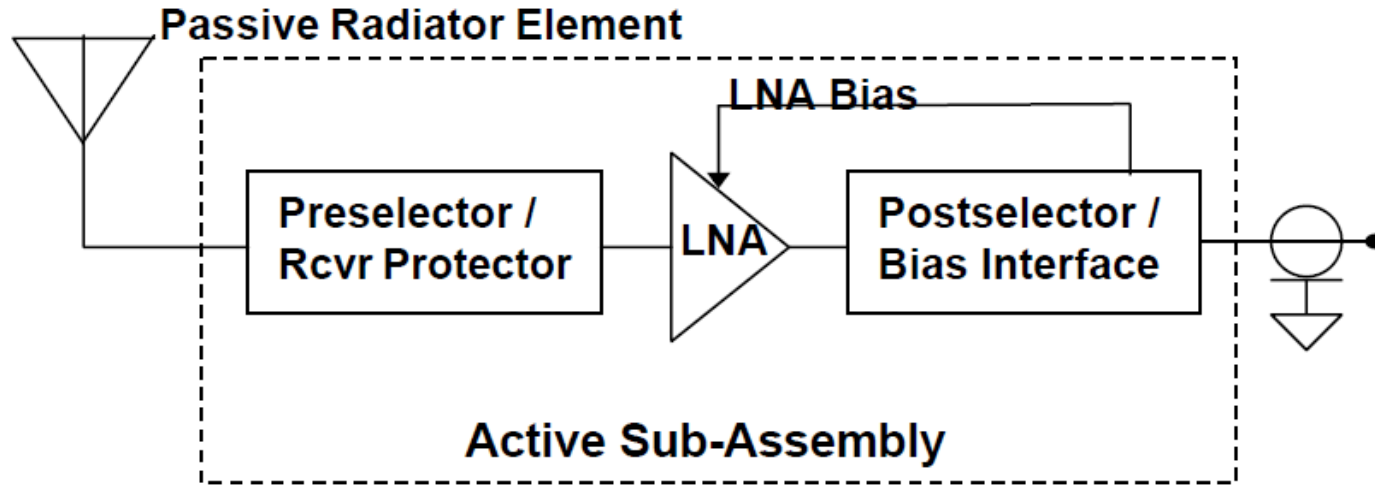 Passive Radiator Element
LNA Bias
Preselector /
Rcvr Protector
LNA
Postselector /
Bias Interface
Active Sub-Assembly